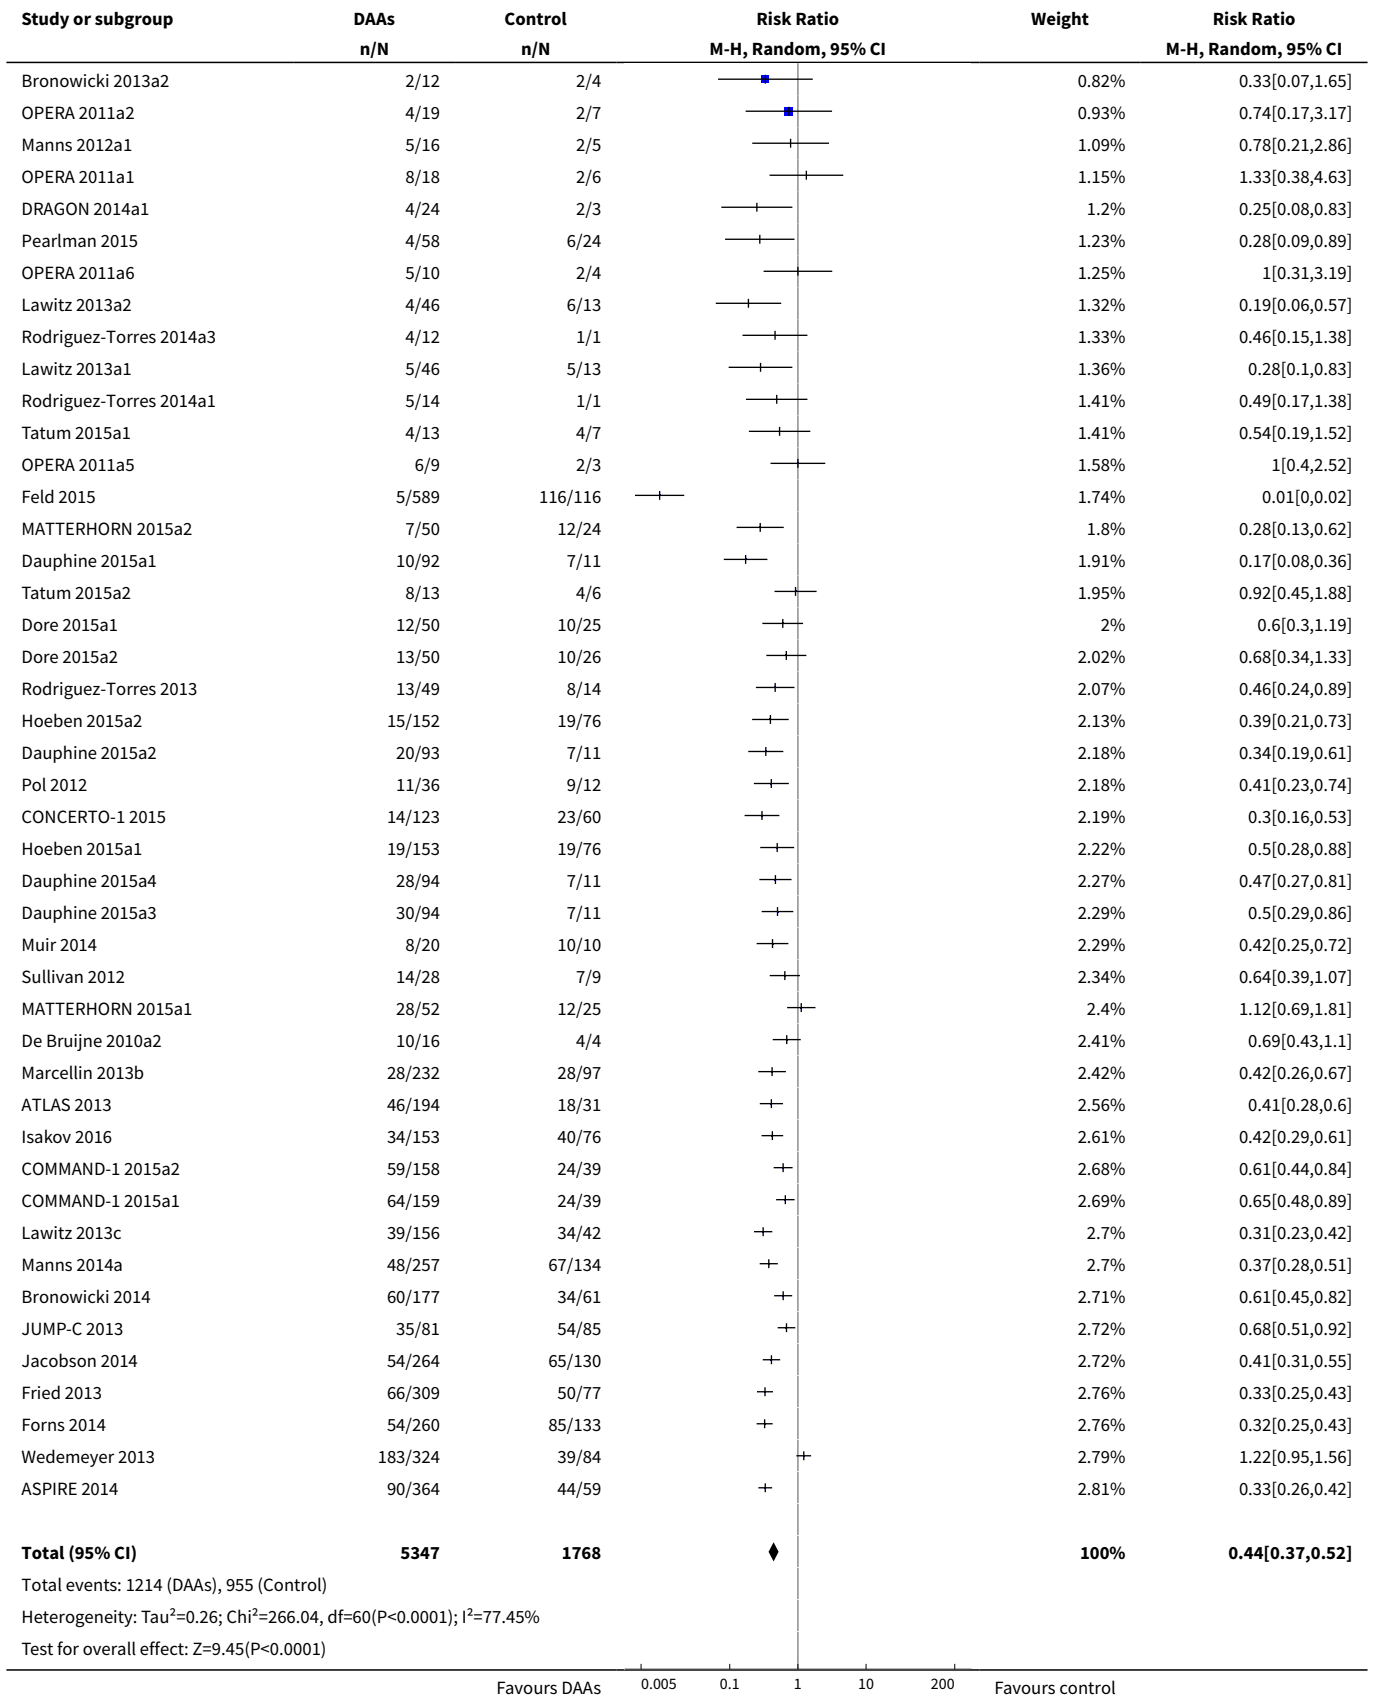 Study or subgroup DAAs Control Risk Ratio Weight Risk Ratio
n/N n/N M-H, Random, 95% CI M-H, Random, 95% CI
Bronowicki 2013a2 2/12 2/4 0.82% 0.33[0.07,1.65]
OPERA 2011a2 4/19 2/7 0.93% 0.74[0.17,3.17]
Manns 2012a1 5/16 2/5 1.09% 0.78[0.21,2.86]
OPERA 2011a1 8/18 2/6 1.15% 1.33[0.38,4.63]
DRAGON 2014a1 4/24 2/3 1.2% 0.25[0.08,0.83]
Pearlman 2015 4/58 6/24 1.23% 0.28[0.09,0.89]
OPERA 2011a6 5/10 2/4 1.25% 1[0.31,3.19]
Lawitz 2013a2 4/46 6/13 1.32% 0.19[0.06,0.57]
Rodriguez-Torres 2014a3 4/12 1/1 1.33% 0.46[0.15,1.38]
Lawitz 2013a1 5/46 5/13 1.36% 0.28[0.1,0.83]
Rodriguez-Torres 2014a1 5/14 1/1 1.41% 0.49[0.17,1.38]
Tatum 2015a1 4/13 4/7 1.41% 0.54[0.19,1.52]
OPERA 2011a5 6/9 2/3 1.58% 1[0.4,2.52]
Feld 2015 5/589 116/116 1.74% 0.01[0,0.02]
MATTERHORN 2015a2 7/50 12/24 1.8% 0.28[0.13,0.62]
Dauphine 2015a1 10/92 7/11 1.91% 0.17[0.08,0.36]
Tatum 2015a2 8/13 4/6 1.95% 0.92[0.45,1.88]
Dore 2015a1 12/50 10/25 2% 0.6[0.3,1.19]
Dore 2015a2 13/50 10/26 2.02% 0.68[0.34,1.33]
Rodriguez-Torres 2013 13/49 8/14 2.07% 0.46[0.24,0.89]
Hoeben 2015a2 15/152 19/76 2.13% 0.39[0.21,0.73]
Dauphine 2015a2 20/93 7/11 2.18% 0.34[0.19,0.61]
Pol 2012 11/36 9/12 2.18% 0.41[0.23,0.74]
CONCERTO-1 2015 14/123 23/60 2.19% 0.3[0.16,0.53]
Hoeben 2015a1 19/153 19/76 2.22% 0.5[0.28,0.88]
Dauphine 2015a4 28/94 7/11 2.27% 0.47[0.27,0.81]
Dauphine 2015a3 30/94 7/11 2.29% 0.5[0.29,0.86]
Muir 2014 8/20 10/10 2.29% 0.42[0.25,0.72]
Sullivan 2012 14/28 7/9 2.34% 0.64[0.39,1.07]
MATTERHORN 2015a1 28/52 12/25 2.4% 1.12[0.69,1.81]
De Bruijne 2010a2 10/16 4/4 2.41% 0.69[0.43,1.1]
Marcellin 2013b 28/232 28/97 2.42% 0.42[0.26,0.67]
ATLAS 2013 46/194 18/31 2.56% 0.41[0.28,0.6]
Isakov 2016 34/153 40/76 2.61% 0.42[0.29,0.61]
COMMAND-1 2015a2 59/158 24/39 2.68% 0.61[0.44,0.84]
COMMAND-1 2015a1 64/159 24/39 2.69% 0.65[0.48,0.89]
Lawitz 2013c 39/156 34/42 2.7% 0.31[0.23,0.42]
Manns 2014a 48/257 67/134 2.7% 0.37[0.28,0.51]
Bronowicki 2014 60/177 34/61 2.71% 0.61[0.45,0.82]
JUMP-C 2013 35/81 54/85 2.72% 0.68[0.51,0.92]
Jacobson 2014 54/264 65/130 2.72% 0.41[0.31,0.55]
Fried 2013 66/309 50/77 2.76% 0.33[0.25,0.43]
Forns 2014 54/260 85/133 2.76% 0.32[0.25,0.43]
Wedemeyer 2013 183/324 39/84 2.79% 1.22[0.95,1.56]
ASPIRE 2014 90/364 44/59 2.81% 0.33[0.26,0.42]
Total (95% CI) 5347 1768 100% 0.44[0.37,0.52]
Total events: 1214 (DAAs), 955 (Control)
Heterogeneity: Tau²=0.26; Chi²=266.04, df=60(P<0.0001); I²=77.45%
Test for overall effect: Z=9.45(P<0.0001)
Favours DAAs 0.005 0.1 1 10 200 Favours control